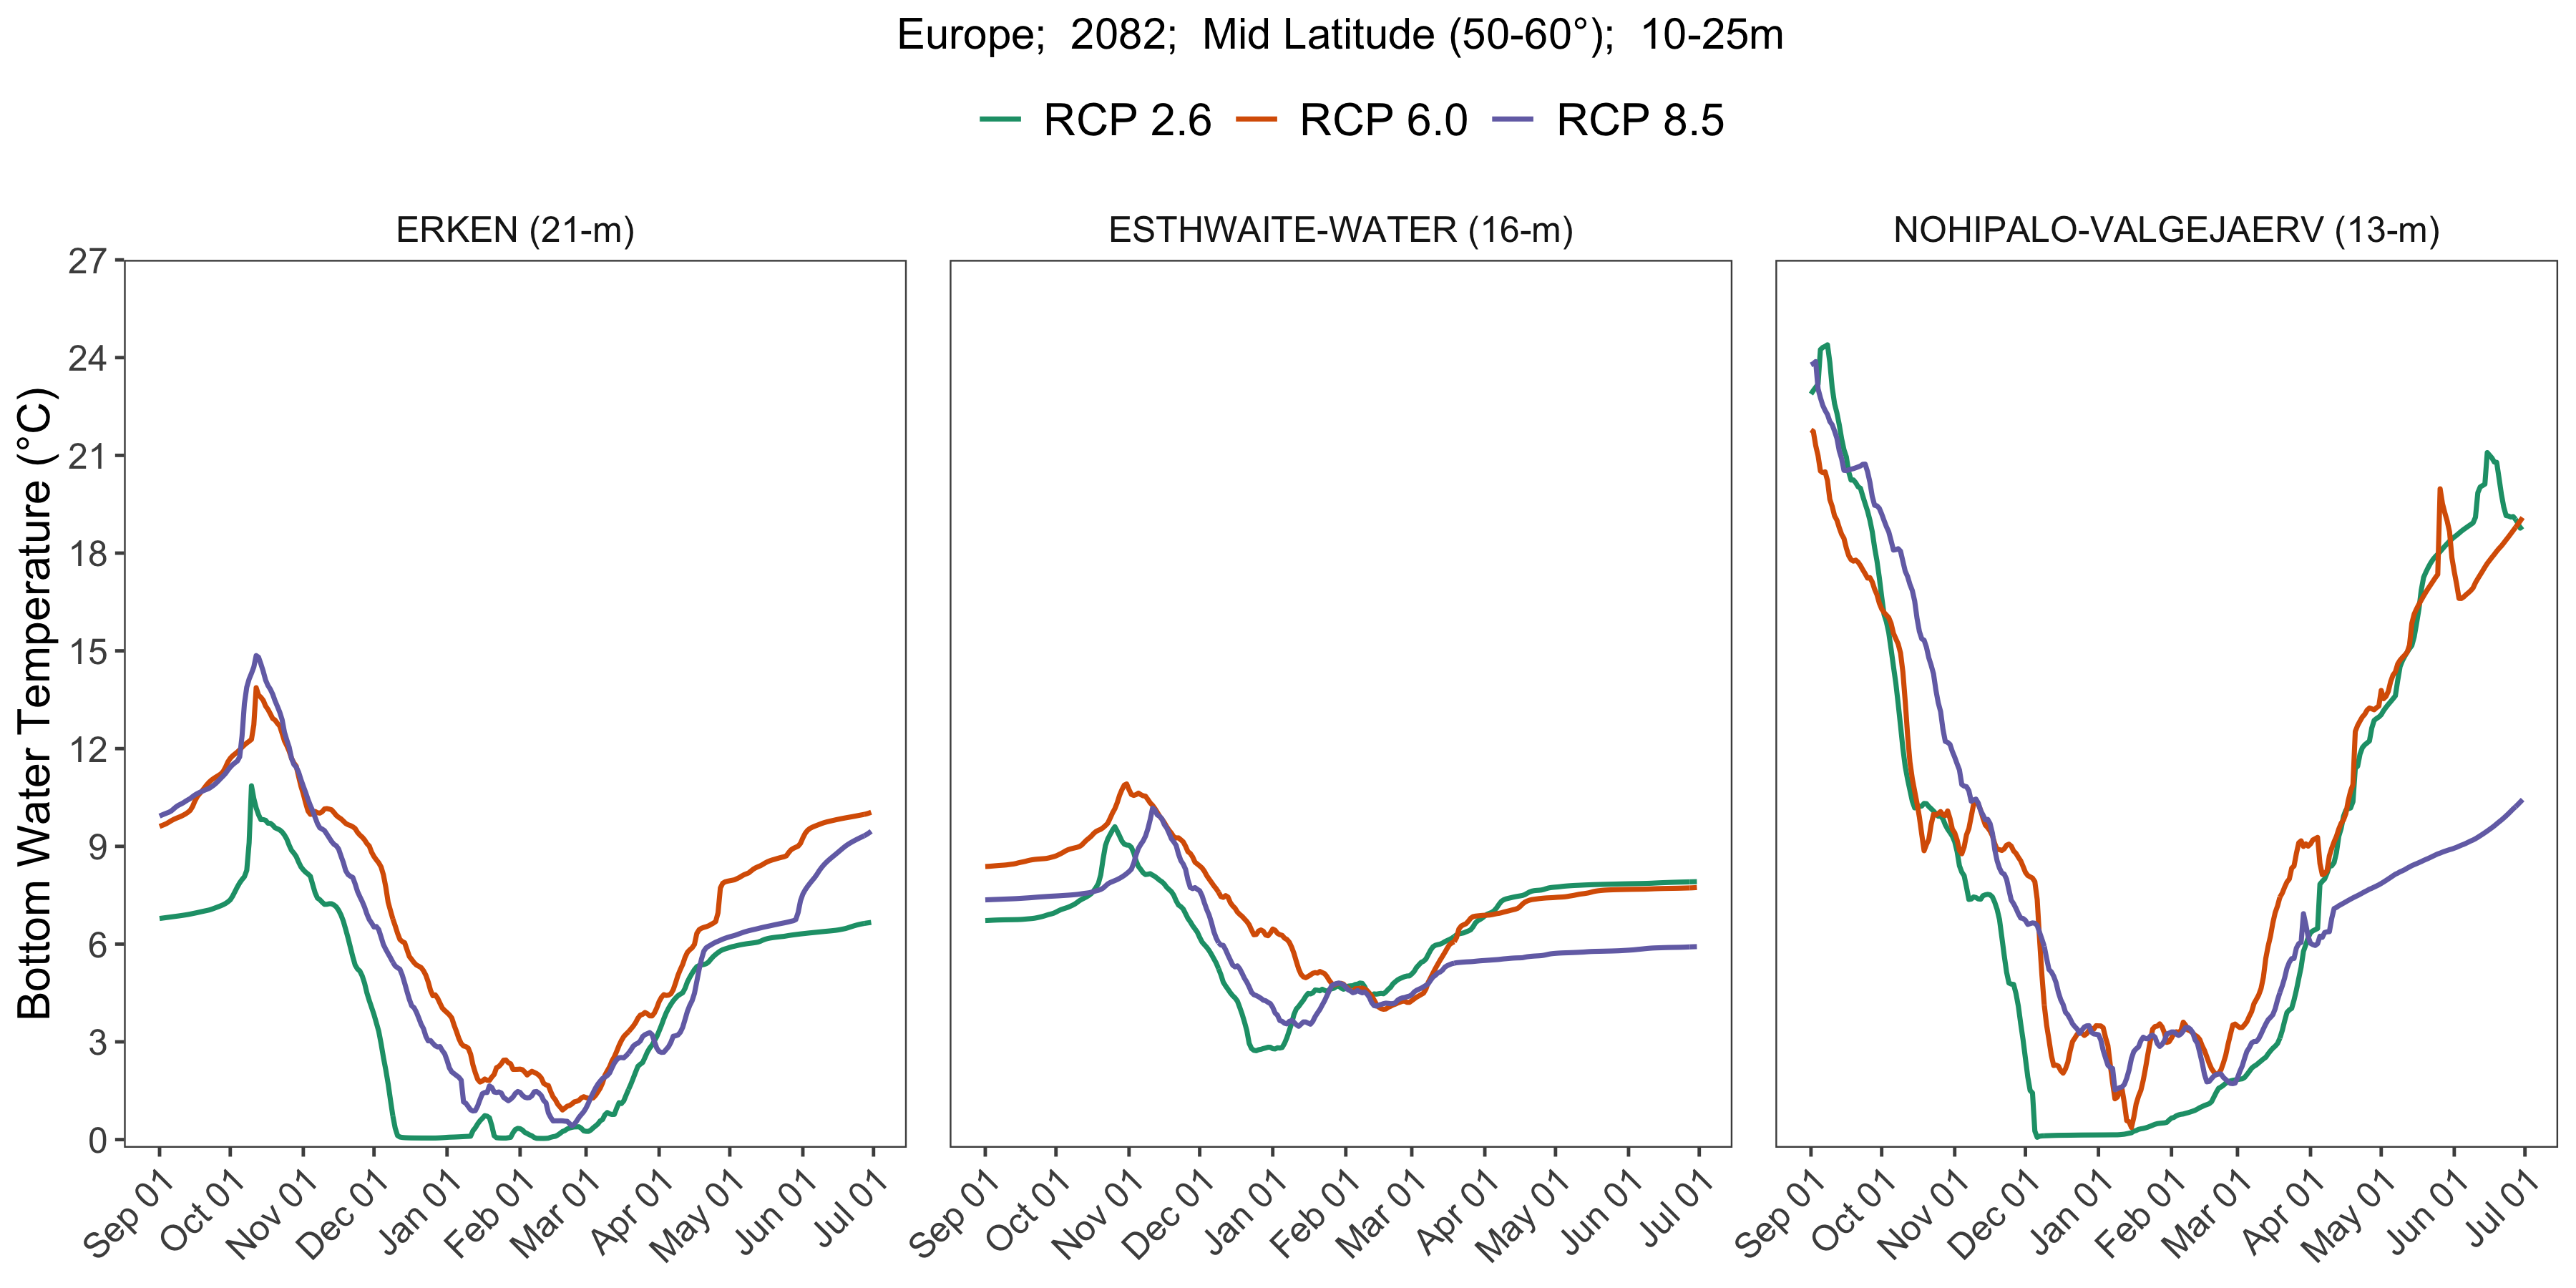 Europe;  2082;  Mid Latitude (50-60°);  10-25m
RCP 2.6 RCP 6.0 RCP 8.5
ERKEN (21-m) ESTHWAITE-WATER (16-m) NOHIPALO-VALGEJAERV (13-m)
Bottom Water Temperature (°C)
27
24
21
18
15
12
9
6
3
0
Sep 01 Oct 01 Nov 01 Dec 01 Jan 01 Feb 01 Mar 01 Apr 01 May 01 Jun 01 Jul 01
Sep 01 Oct 01 Nov 01 Dec 01 Jan 01 Feb 01 Mar 01 Apr 01 May 01 Jun 01 Jul 01
Sep 01 Oct 01 Nov 01 Dec 01 Jan 01 Feb 01 Mar 01 Apr 01 May 01 Jun 01 Jul 01